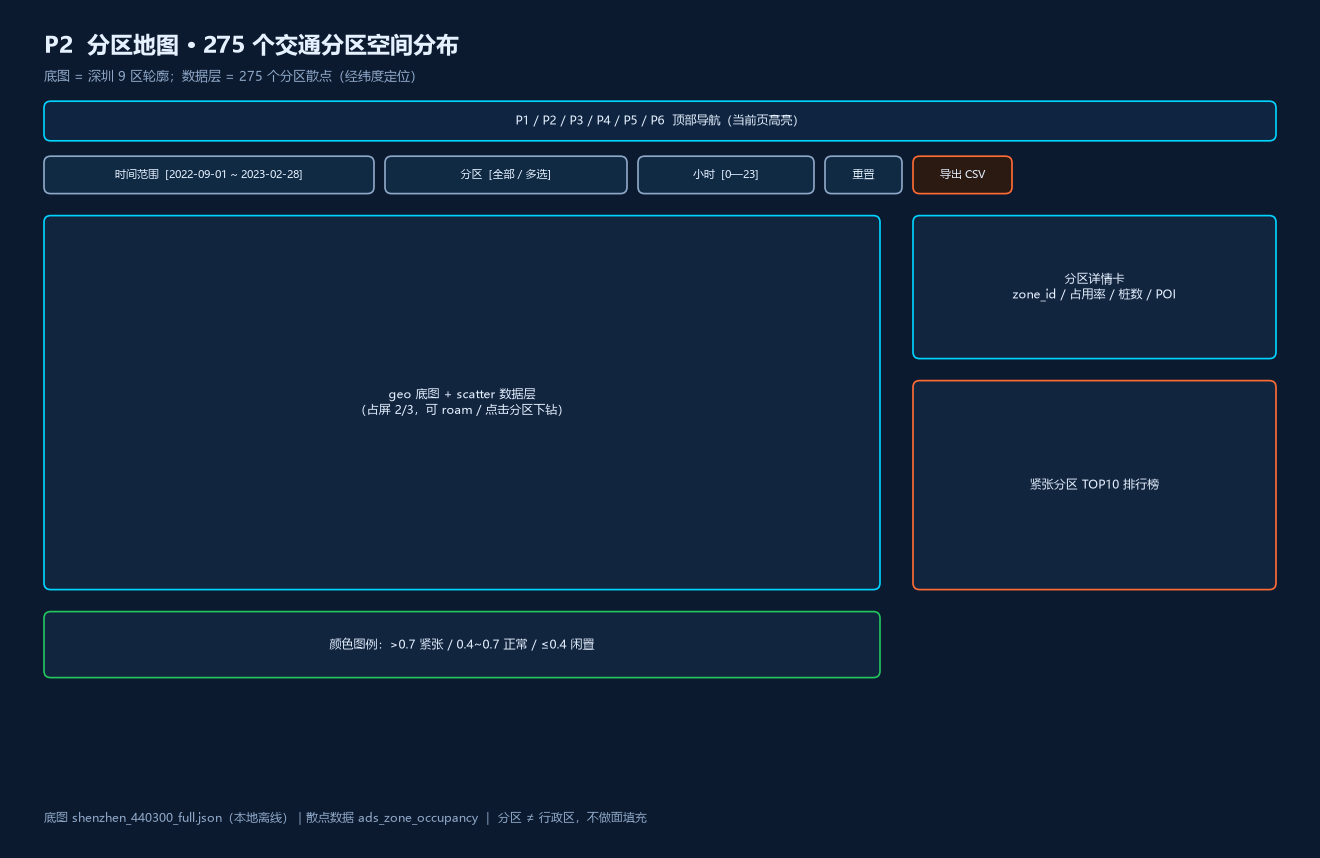 P2 分区地图 • 275 个交通分区空间分布
底图 = 深圳 9 区轮廓；数据层 = 275 个分区散点（经纬度定位）
P1 / P2 / P3 / P4 / P5 / P6 顶部导航（当前页高亮）
时间范围 [2022-09-01 ~ 2023-02-28]
分区 [全部 / 多选]
小时 [0—23]
重置
导出 CSV
geo 底图 + scatter 数据层
（占屏 2/3，可 roam / 点击分区下钻）
分区详情卡
zone_id / 占用率 / 桩数 / POI
紧张分区 TOP10 排行榜
颜色图例：>0.7 紧张 / 0.4~0.7 正常 / ≤0.4 闲置
底图 shenzhen_440300_full.json（本地离线） | 散点数据 ads_zone_occupancy | 分区 ≠ 行政区，不做面填充